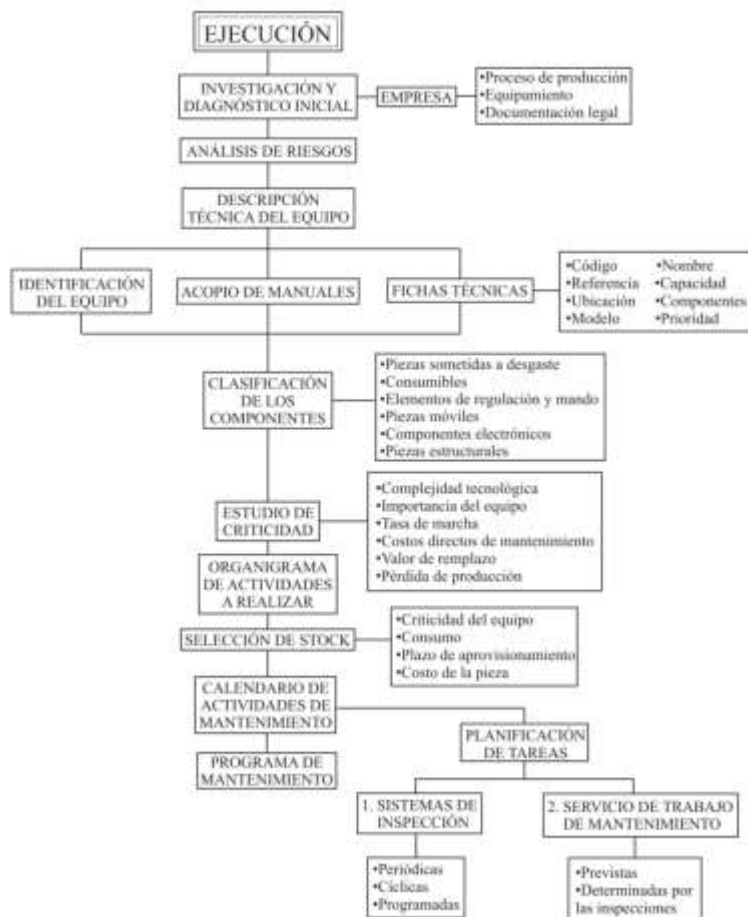 EJECUCIÓN
INVESTIGACIÓN Y
DIAGNÓSTICO INICIAL
EMPRESA
•Proceso de producción
•Equipamiento
•Documentación legal
ANÁLISIS DE RIESGOS
DESCRIPCIÓN
TÉCNICA DEL EQUIPO
IDENTIFICACIÓN
DEL EQUIPO
ACOPIO DE MANUALES
FICHAS TÉCNICAS
•Código •Nombre
•Referencia •Capacidad
•Ubicación •Componentes
•Modelo •Prioridad
CLASIFICACIÓN
DE LOS
COMPONENTES
•Piezas sometidas a desgaste
•Consumibles
•Elementos de regulación y mando
•Piezas móviles
•Componentes electrónicos
•Piezas estructurales
ESTUDIO DE
CRITICIDAD
•Complejidad tecnológica
•Importancia del equipo
•Tasa de marcha
•Costos directos de mantenimiento
•Valor de remplazo
•Pérdida de producción
ORGANIGRAMA
DE ACTIVIDADES
A REALIZAR
SELECCIÓN DE STOCK
•Criticidad del equipo
•Consumo
•Plazo de aprovisionamiento
•Costo de la pieza
CALENDARIO DE
ACTIVIDADES DE
MANTENIMIENTO
PLANIFICACIÓN
DE TAREAS
PROGRAMA DE
MANTENIMIENTO
1. SISTEMAS DE
INSPECCIÓN
2. SERVICIO DE TRABAJO
DE MANTENIMIENTO
•Periódicas
•Cíclicas
•Programadas
•Previstas
•Determinadas por
las inspecciones